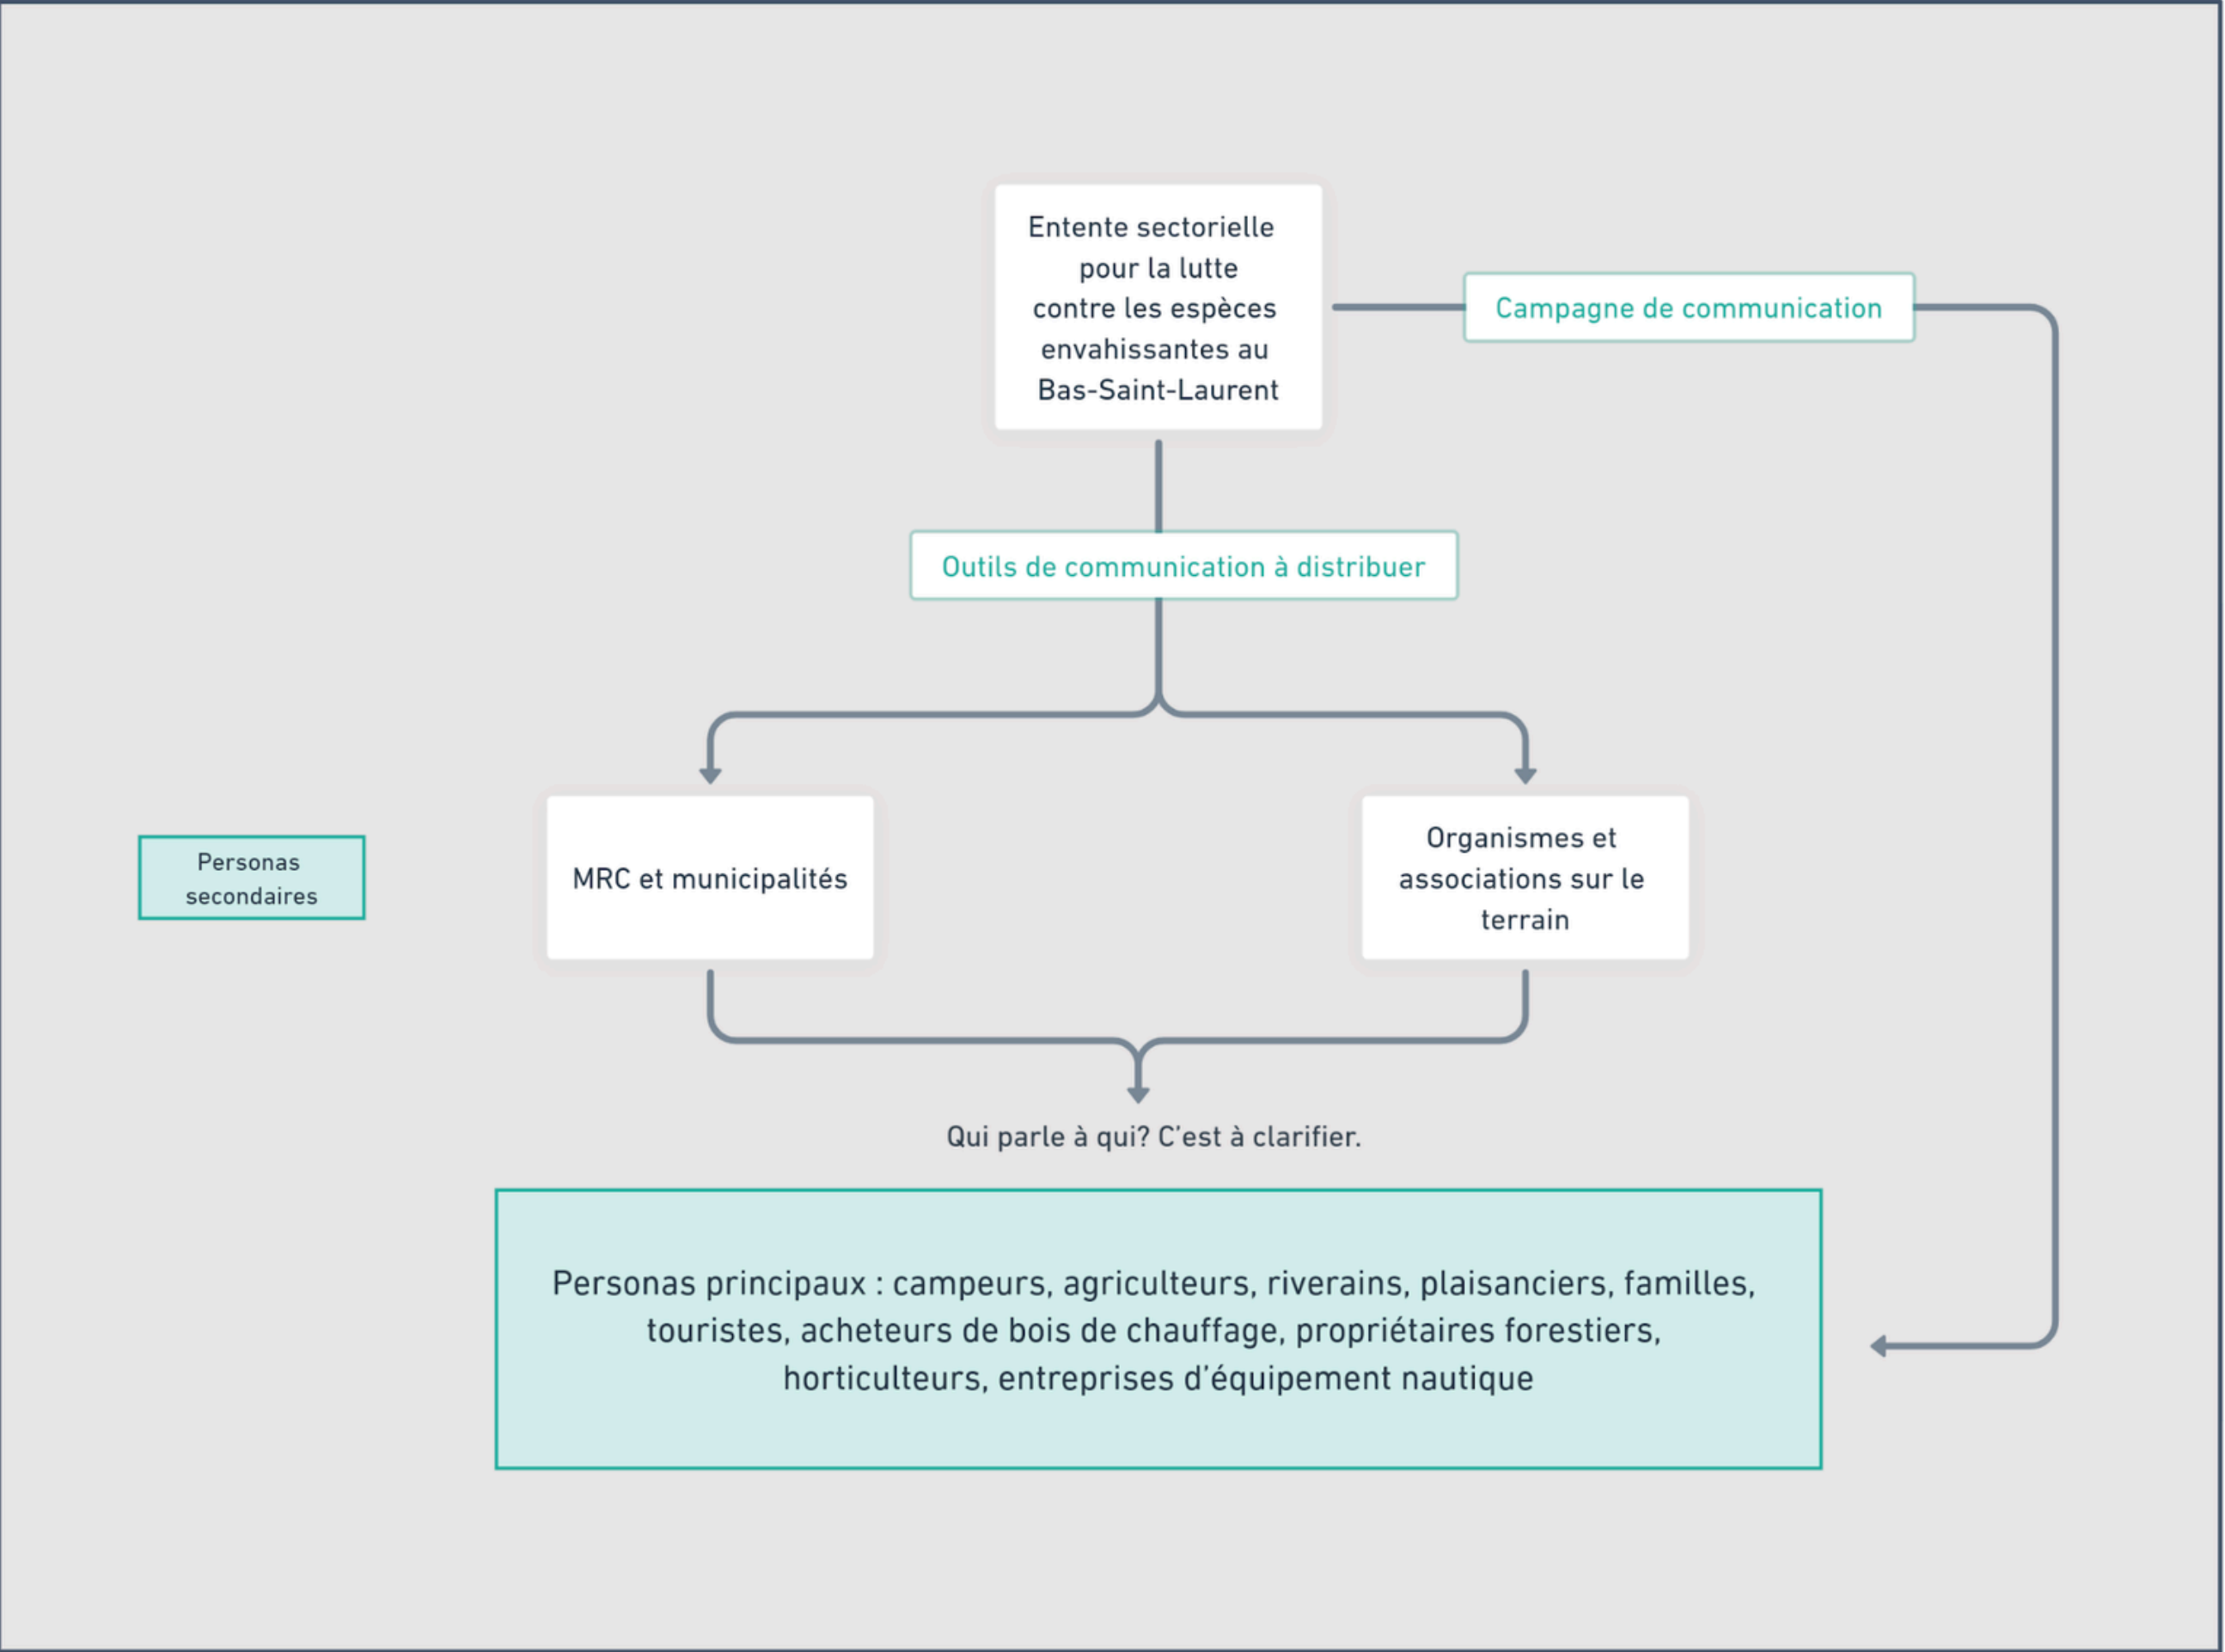 Entente sectorielle
pour la lutte
contre les espèces
envahissantes au
Bas-Saint-Laurent
Campagne de communication
Outils de communication à distribuer
Personas
secondaires
MRC et municipalités
Organismes et
associations sur le
terrain
Qui parle à qui? C'est à clarifier.
Personas principaux : campeurs, agriculteurs, riverains, plaisanciers, familles,
touristes, acheteurs de bois de chauffage, propriétaires forestiers,
horticulteurs, entreprises d'équipement nautique